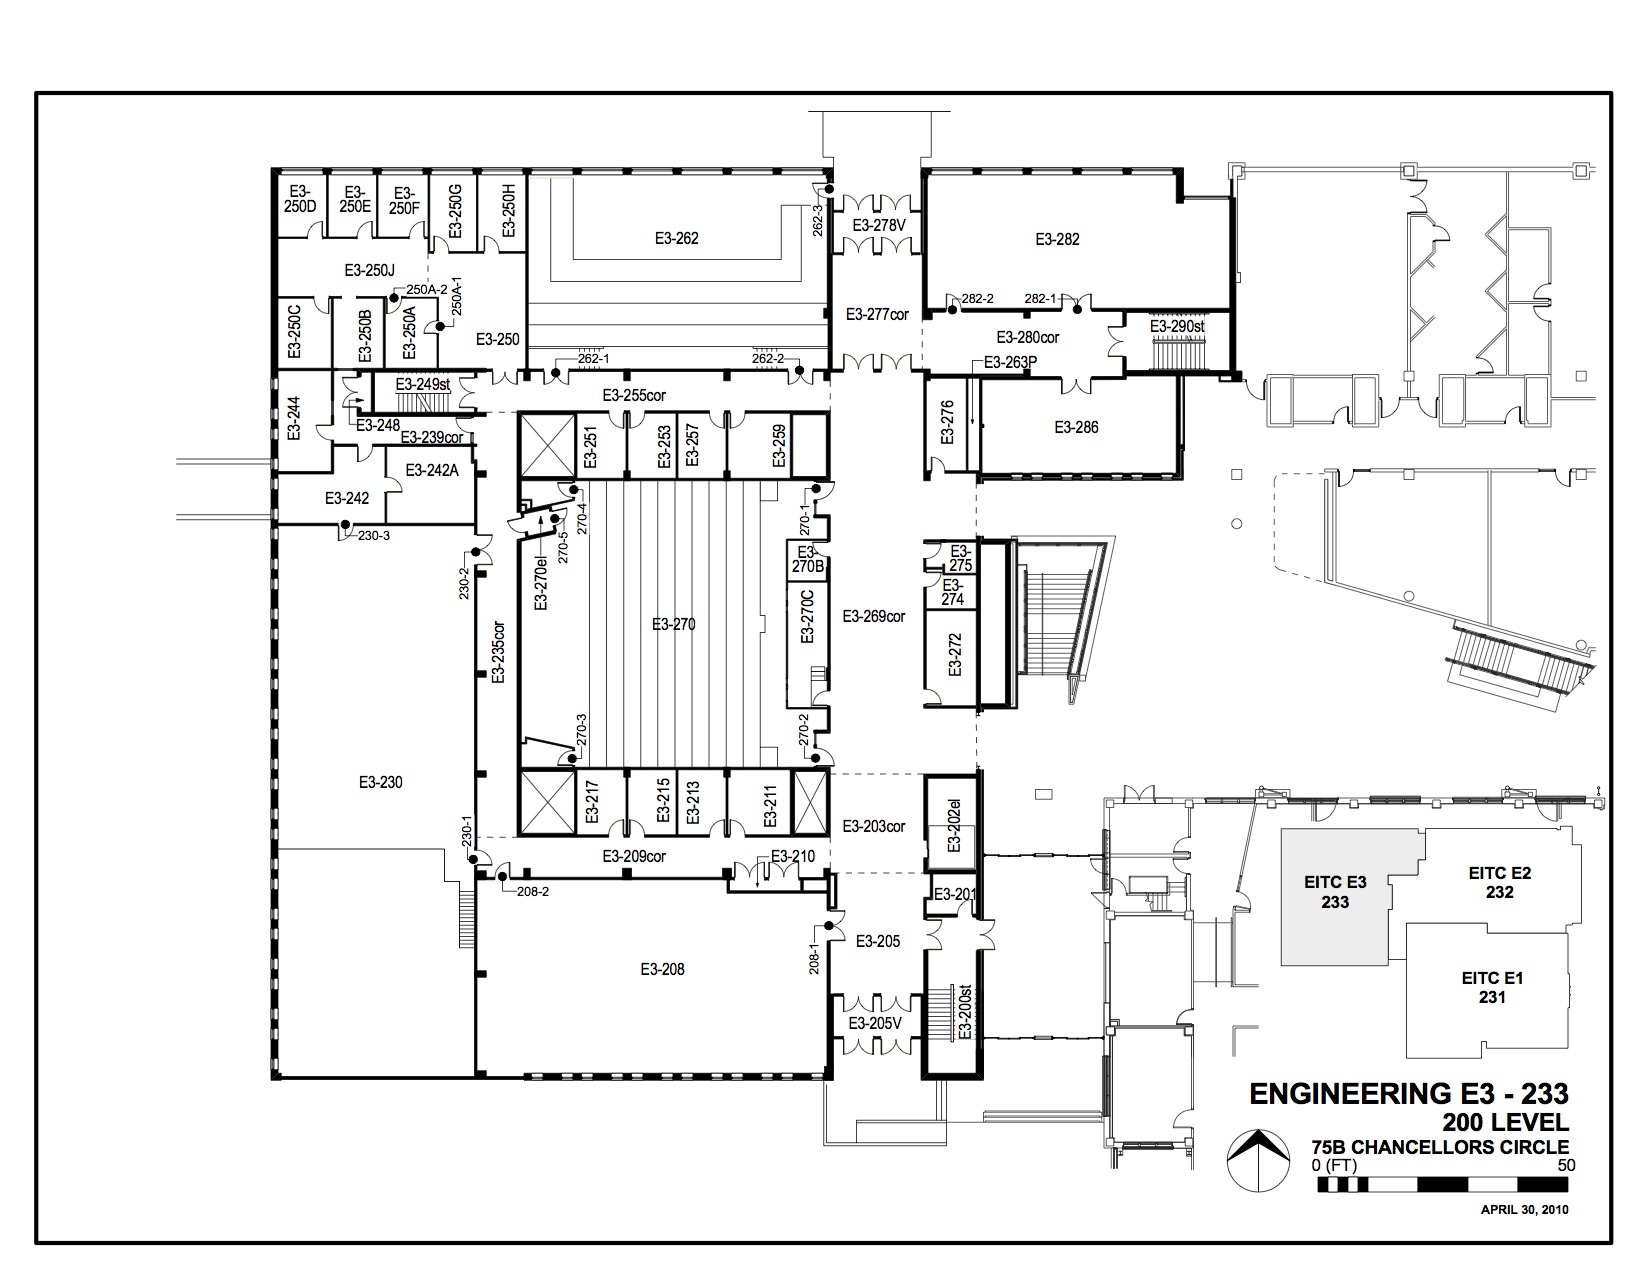 E3-
250D
E3-
250E
E3-
250F
E3-250G
E3-250H
E3-262
262-3
E3-278V
E3-282
E3-250J
250A-2
250A-1
282-2
282-1
E3-250C
E3-250B
E3-250A
E3-250
E3-277cor
E3-280cor
E3-290st
262-1
262-2
E3-263P
E3-249st
E3-255cor
E3-244
E3-248
E3-239cor
E3-251
E3-253
E3-257
E3-259
E3-276
E3-286
E3-242A
E3-242
230-3
270-4
270-5
270-1
E3-270el
E3-
270B
E3-
275
E3-
274
230-2
E3-270C
E3-269cor
E3-270
E3-235cor
E3-272
270-3
270-2
E3-230
E3-217
E3-215
E3-213
E3-211
E3-203cor
E3-202el
230-1
E3-209cor
E3-210
208-2
E3-201
E3-205
208-1
E3-208
E3-205V
E3-200st
EITC E3
233
EITC E2
232
EITC E1
231
ENGINEERING E3 - 233
200 LEVEL
75B CHANCELLORS CIRCLE
0 (FT) 50
APRIL 30, 2010